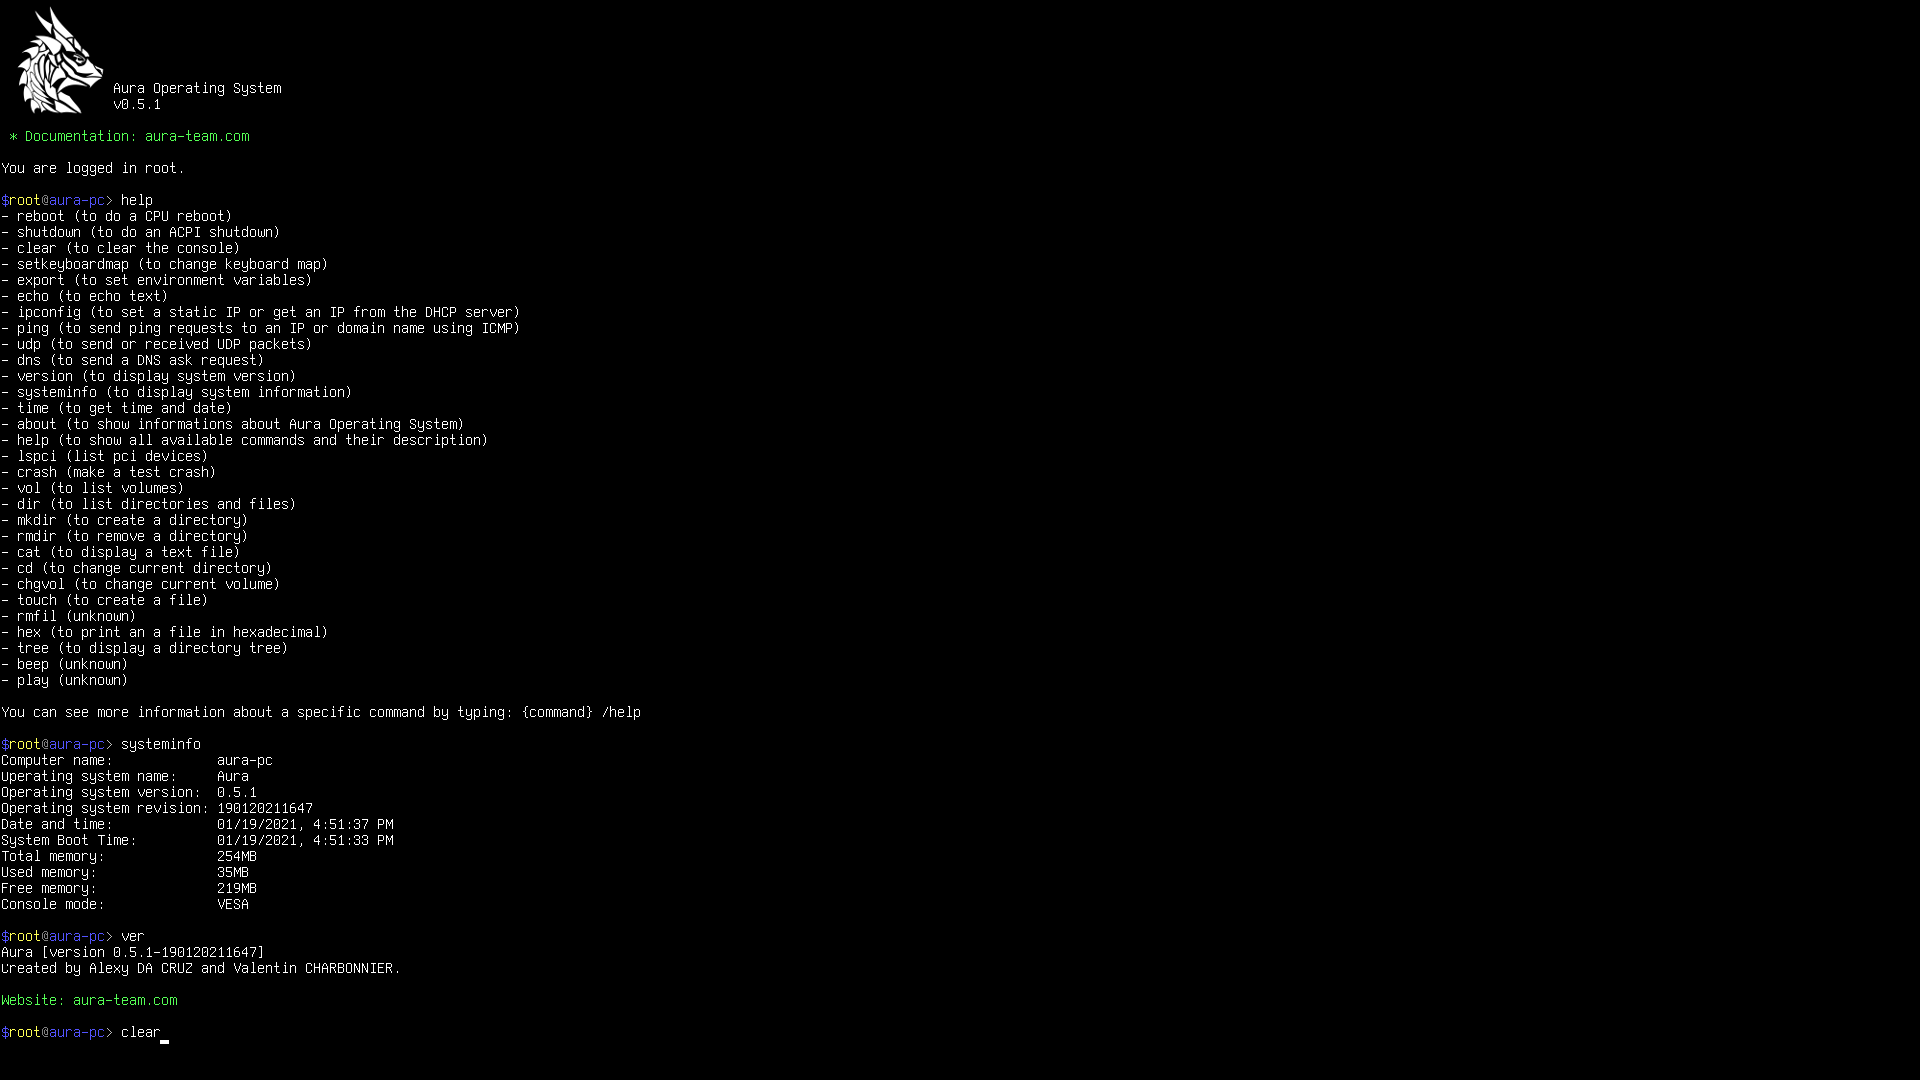 Aura Operating System
v0.5.1
* Documentation: aura-team.com
You are logged in root.
$root@aura-pc> help
- reboot (to do a CPU reboot)
- shutdown (to do an ACPI shutdown)
- clear (to clear the console)
- setkeyboardmap (to change keyboard map)
- export (to set environment variables)
- echo (to echo text)
- ipconfig (to set a static IP or get an IP from the DHCP server)
- ping (to send ping requests to an IP or domain name using ICMP)
- udp (to send or received UDP packets)
- dns (to send a DNS ask request)
- version (to display system version)
- systeminfo (to display system information)
- time (to get time and date)
- about (to show informations about Aura Operating System)
- help (to show all available commands and their description)
- lspci (list pci devices)
- crash (make a test crash)
- vol (to list volumes)
- dir (to list directories and files)
- mkdir (to create a directory)
- rmdir (to remove a directory)
- cat (to display a text file)
- cd (to change current directory)
- chgvol (to change current volume)
- touch (to create a file)
- rmfil (unknown)
- hex (to print an a file in hexadecimal)
- tree (to display a directory tree)
- beep (unknown)
- play (unknown)
You can see more information about a specific command by typing: {command} /help
$root@aura-pc> systeminfo
Computer name: aura-pc
Operating system name: Aura
Operating system version: 0.5.1
Operating system revision: 190120211647
Date and time: 01/19/2021, 4:51:37 PM
System Boot Time: 01/19/2021, 4:51:33 PM
Total memory: 254MB
Used memory: 35MB
Free memory: 219MB
Console mode: VESA
$root@aura-pc> ver
Aura [version 0.5.1-190120211647]
Created by Alexy DA CRUZ and Valentin CHARBONNIER.
Website: aura-team.com
$root@aura-pc> clear